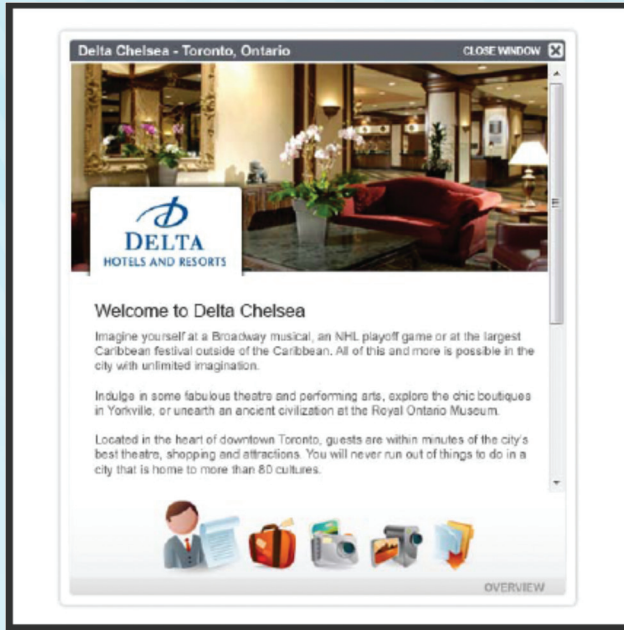 Delta Chelsea - Toronto, Ontario
CLOSE WINDOW
DELTA
HOTELS AND RESORTS
Welcome to Delta Chelsea
Imagine yourself at a Broadway musical, an NHL playoff game or at the largest
Caribbean festival outside of the Caribbean. All of this and more is possible in the
city with unlimited imagination.
Indulge in some fabulous theatre and performing arts, explore the chic boutiques
in Yorkville, or unearth an ancient civilization at the Royal Ontario Museum.
Located in the heart of downtown Toronto, guests are within minutes of the city's
best theatre, shopping and attractions. You will never run out of things to do in a
city that is home to more than 80 cultures.
OVERVIEW